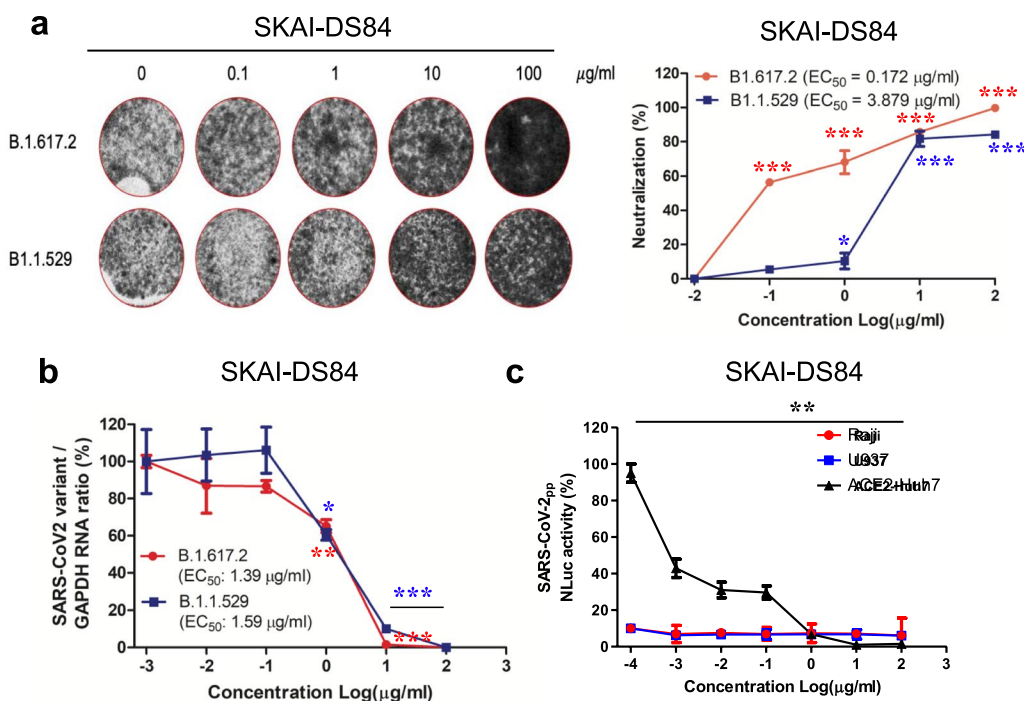 a
SKAI-DS84
0 0.1 1 10 100 μg/ml
B.1.617.2
B1.1.529
SKAI-DS84
B1.617.2 (EC50 = 0.172 μg/ml)
B1.1.529 (EC50 = 3.879 μg/ml)
Neutralization (%)
120
100
80
60
40
20
0
***
***
***
***
*
***
***
-2 -1 0 1 2
Concentration Log(μg/ml)
b
SKAI-DS84
SARS-CoV2 variant /
GAPDH RNA ratio (%)
120
100
80
60
40
20
0
*
**
***
***
B.1.617.2
(EC50: 1.39 μg/ml)
B.1.1.529
(EC50: 1.59 μg/ml)
-3 -2 -1 0 1 2 3
Concentration Log(μg/ml)
c
SKAI-DS84
**
SARS-CoV-2pp
NLuc activity (%)
120
100
80
60
40
20
0
Raji
U937
ACE2-Huh7
-4 -3 -2 -1 0 1 2 3
Concentration Log(μg/ml)